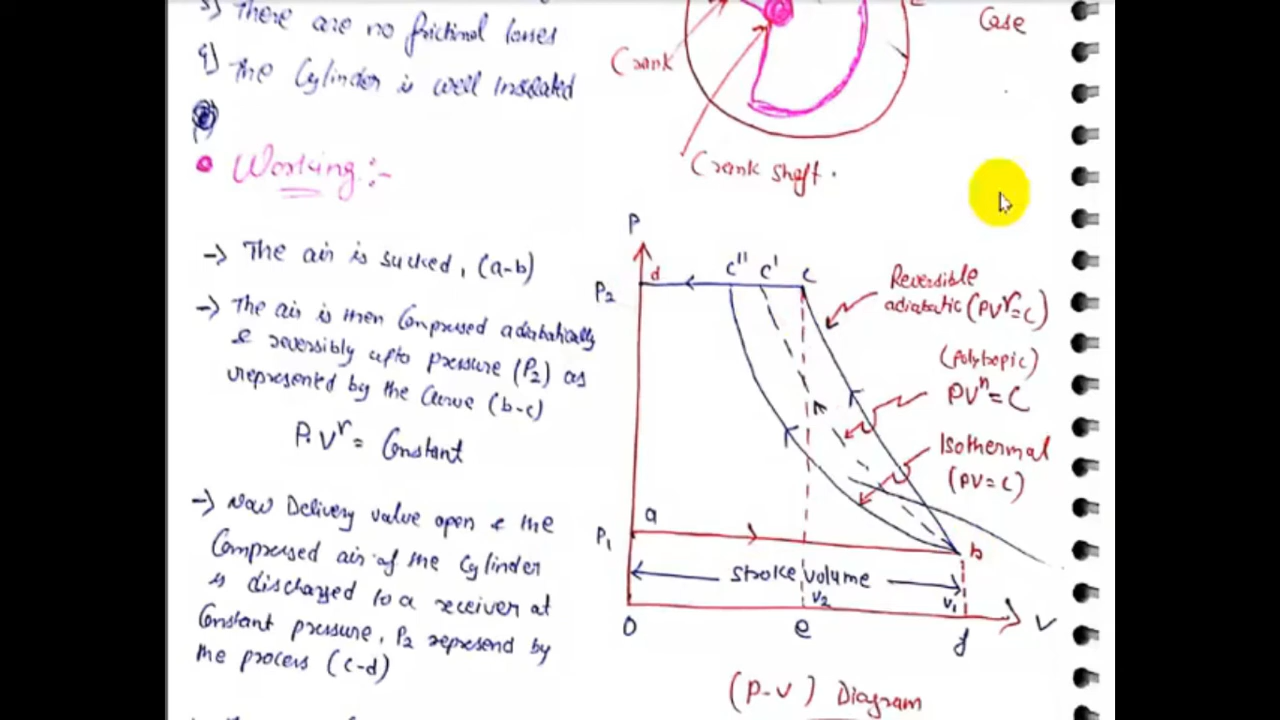 3) There are no frictional losses
4) The Cylinder is well Insulated
Working :-
→ The air is sucked, (a-b)
→ The air is then Compresed adiabatically
& reversibly upto pressure (P2) as
represented by the Curve (b-c)
P.V^r = Constant
→ Now Delivery valve open & the
Compressed air of the Cylinder
is discharged to a receiver at
Constant pressure, P2 represend by
the process (c-d)
Case
Crank
Crank shaft.
P
P2
d
c''
c'
c
Reversible
adiabatic (PV^r=C)
(polytropic)
PV^n = C
Isothermal
(PV=C)
P1
a
b
stroke volume
V2
V1
O
e
f
V
(P-V) Diagram